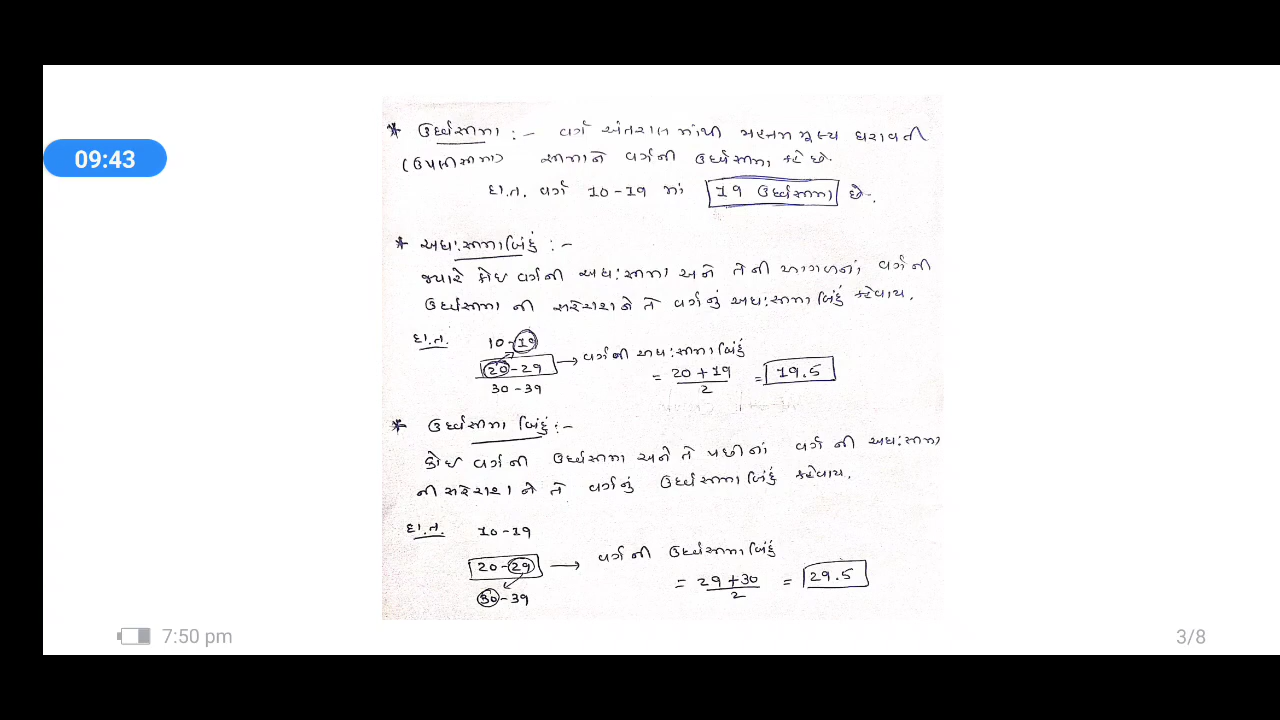 09:43
* ઉર્ધ્વસીમા :- વર્ગ અંતરાલ માંથી મહત્તમ મૂલ્ય ધરાવતી
(ઉપલીસીમા) સીમાને વર્ગની ઉર્ધ્વસીમા કહે છે.
દા.ત. વર્ગ 10-19 માં 19 ઉર્ધ્વસીમા છે.
* અધ:સીમાબિંદું :-
જ્યારે કોઇ વર્ગની અધ:સીમા અને તેની આગળનાં વર્ગની
ઉર્ધ્વસીમા ની સરેરાશને તે વર્ગનું અધ:સીમા બિંદું કહેવાય.
દા.ત. 10-19
20-29 → વર્ગની અધ:સીમા બિંદું
30-39
= 20+19 / 2 = 19.5
* ઉર્ધ્વસીમા બિંદું :-
કોઇ વર્ગની ઉર્ધ્વસીમા અને તે પછીનાં વર્ગ ની અધ:સીમા
ની સરેરાશ ને તે વર્ગનું ઉર્ધ્વસીમા બિંદું કહેવાય.
દા.ત. 10-19
20-29 → વર્ગ ની ઉર્ધ્વસીમા બિંદું
30-39
= 29+30 / 2 = 29.5
7:50 pm
3/8